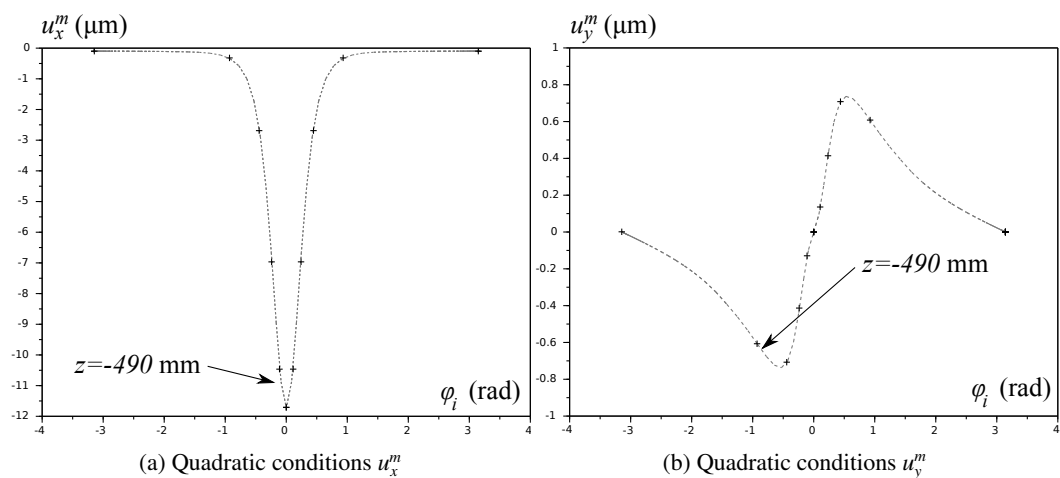 u_x^m (μm)
0
-1
-2
-3
-4
-5
-6
-7
-8
-9
-10
-11
-12
-4 -3 -2 -1 0 1 2 3 4
z=-490 mm
φ_i (rad)
(a) Quadratic conditions u_x^m
u_y^m (μm)
1
0.8
0.6
0.4
0.2
0
-0.2
-0.4
-0.6
-0.8
-1
-4 -3 -2 -1 0 1 2 3 4
z=-490 mm
φ_i (rad)
(b) Quadratic conditions u_y^m